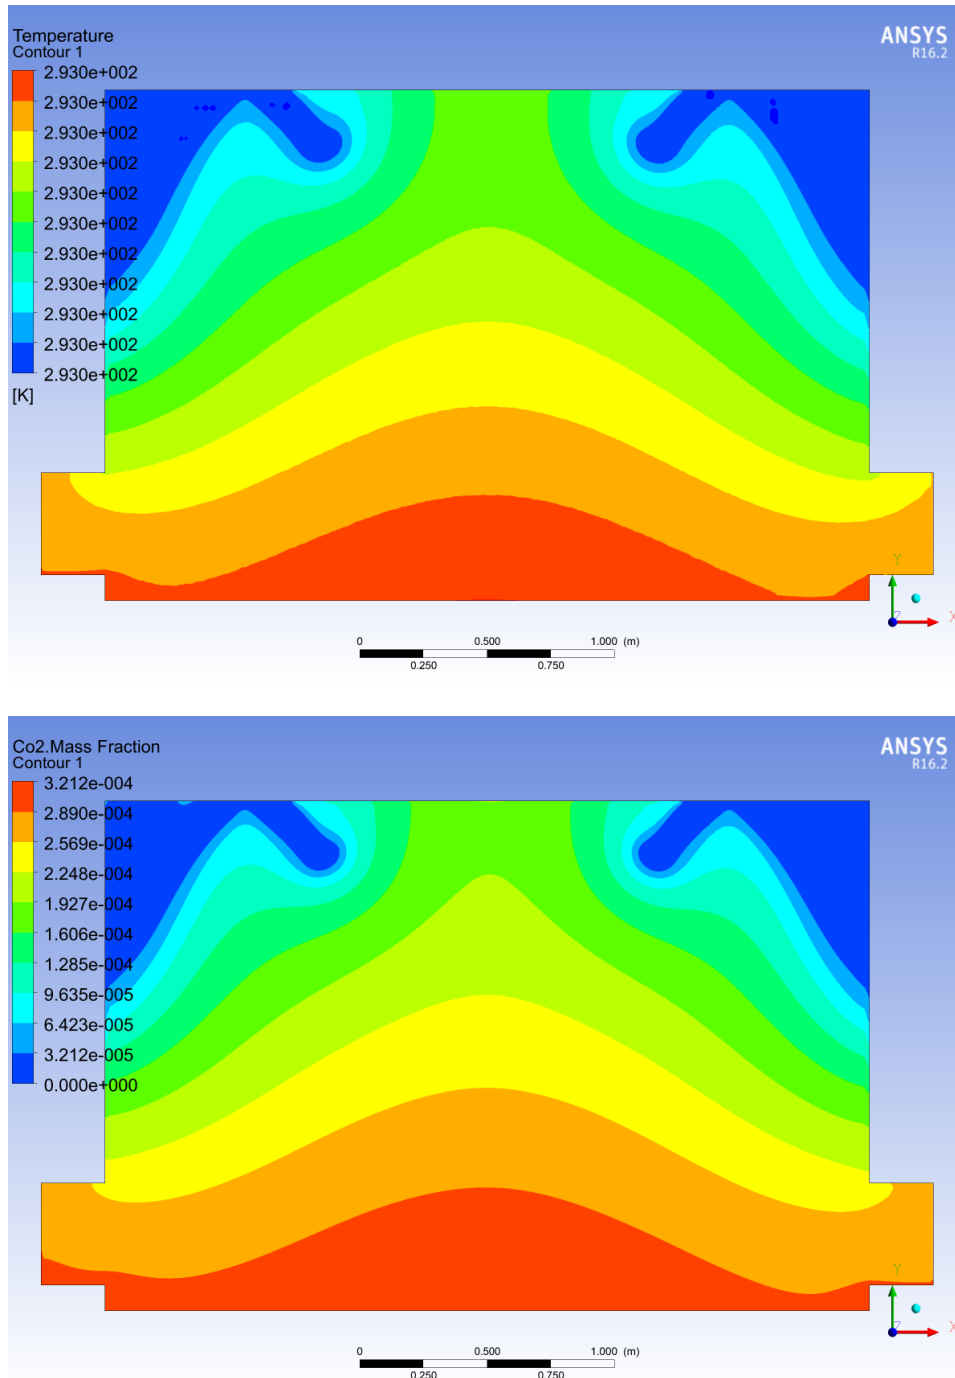 Temperature
Contour 1
ANSYS
R16.2
2.930e+002
2.930e+002
2.930e+002
2.930e+002
2.930e+002
2.930e+002
2.930e+002
2.930e+002
2.930e+002
2.930e+002
2.930e+002
[K]
Y
Z
X
0 0.500 1.000 (m)
0.250 0.750
Co2.Mass Fraction
Contour 1
ANSYS
R16.2
3.212e-004
2.890e-004
2.569e-004
2.248e-004
1.927e-004
1.606e-004
1.285e-004
9.635e-005
6.423e-005
3.212e-005
0.000e+000
Y
Z
X
0 0.500 1.000 (m)
0.250 0.750